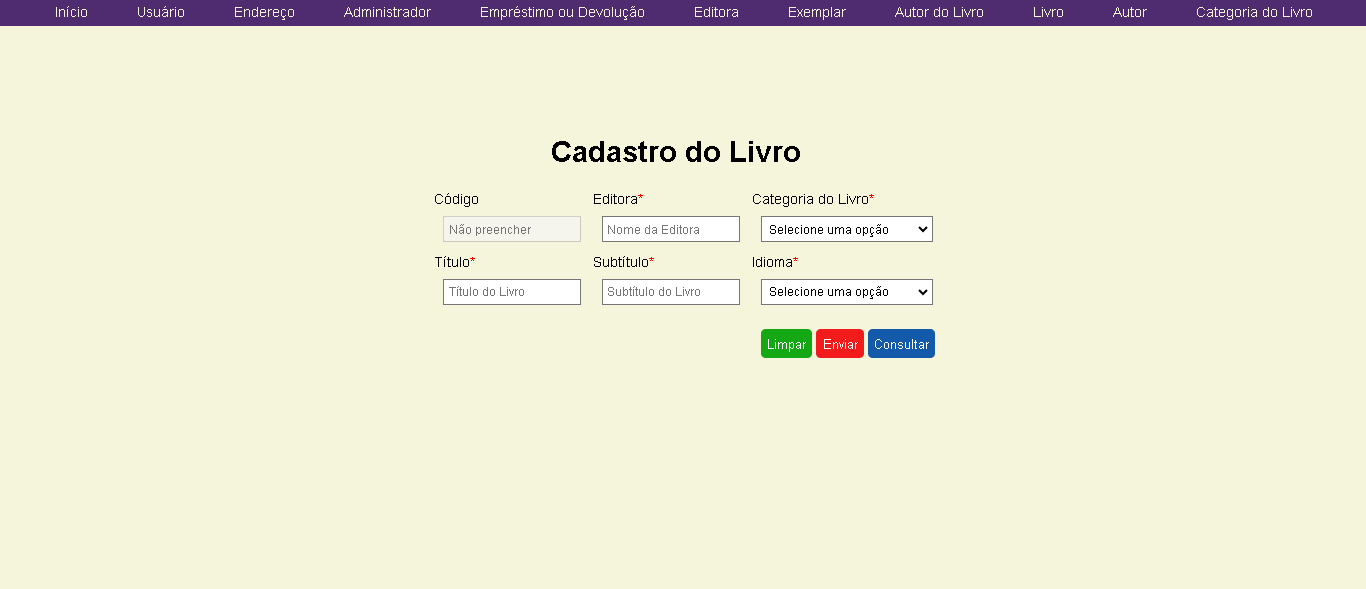 Início Usuário Endereço Administrador Empréstimo ou Devolução Editora Exemplar Autor do Livro Livro Autor Categoria do Livro
Cadastro do Livro
Código Editora* Categoria do Livro*
Não preencher Nome da Editora Selecione uma opção
Título* Subtítulo* Idioma*
Título do Livro Subtítulo do Livro Selecione uma opção
Limpar Enviar Consultar